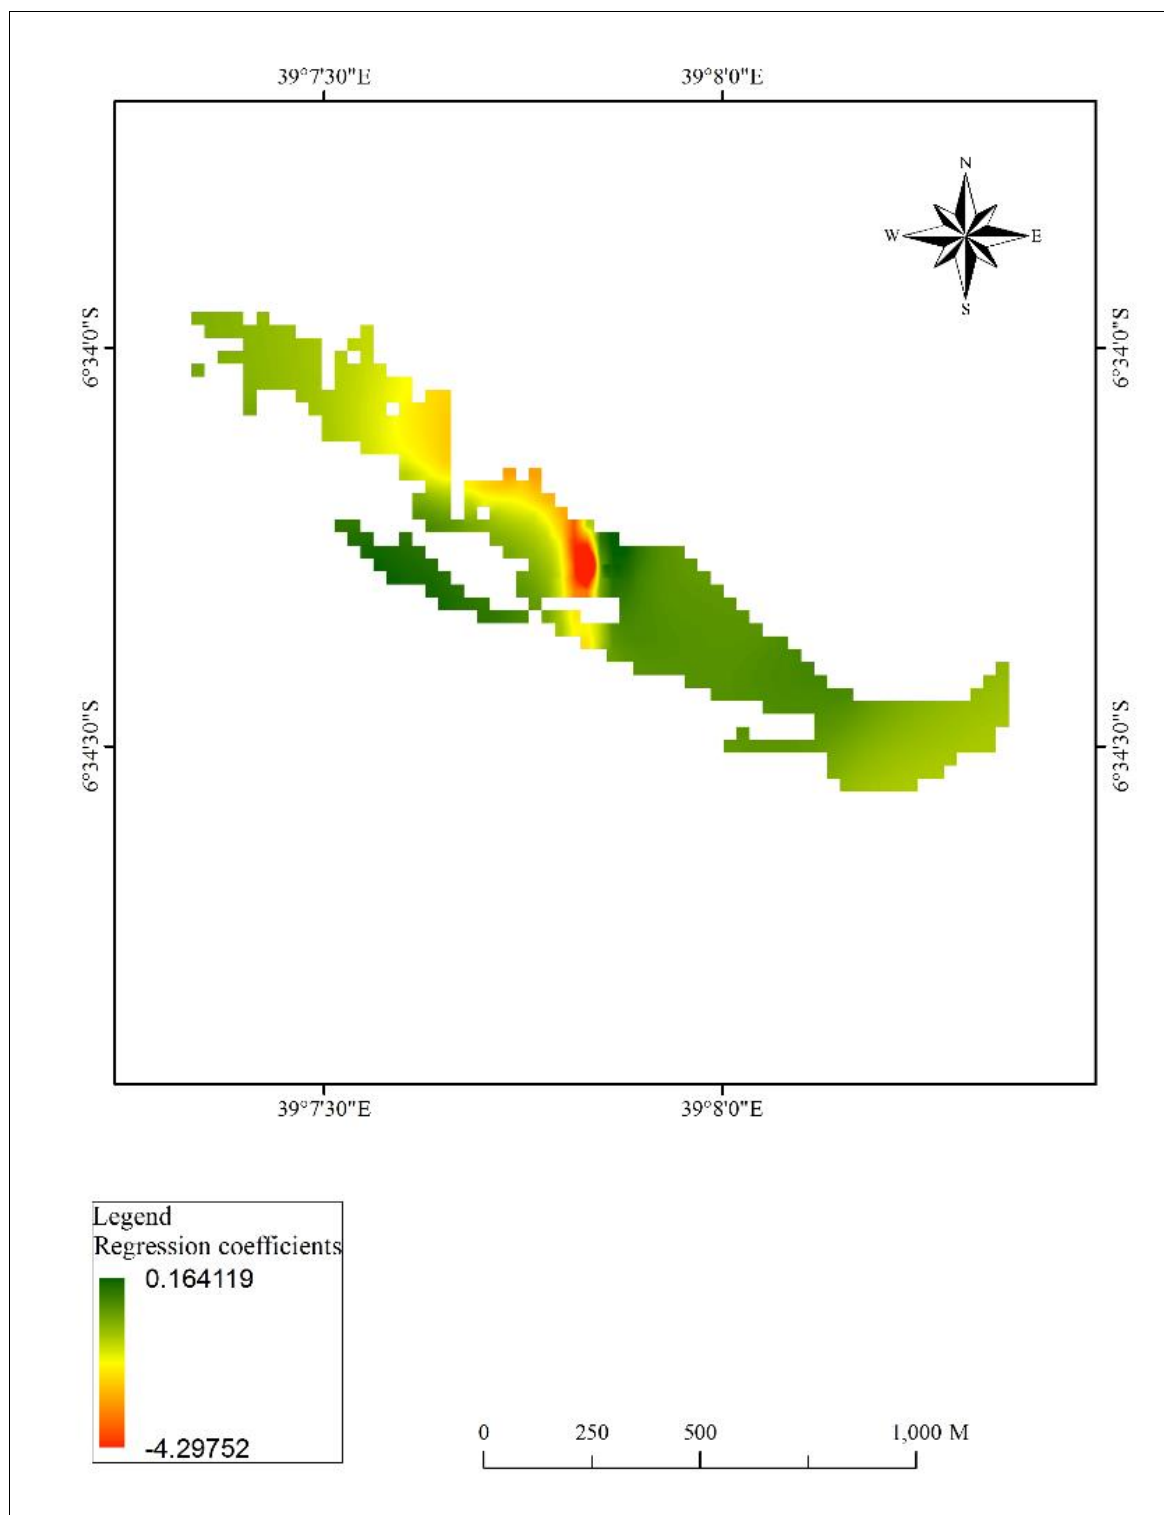 39°7'30"E 39°8'0"E
N
W E
S
6°34'0"S 6°34'0"S
6°34'30"S 6°34'30"S
39°7'30"E 39°8'0"E
Legend
Regression coefficients
0.164119
-4.29752
0 250 500 1,000 M